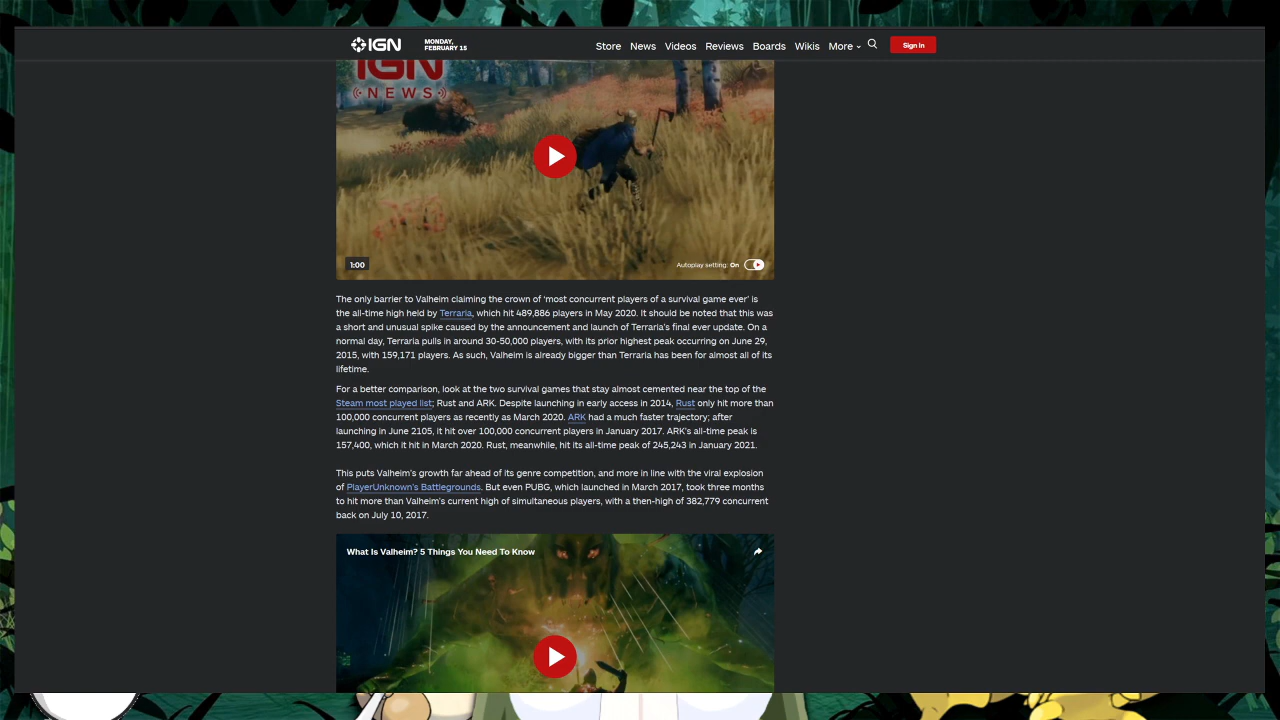 IGN
MONDAY,
FEBRUARY 15
Store News Videos Reviews Boards Wikis More Sign In
IGN
NEWS
1:00
Autoplay setting: On
The only barrier to Valheim claiming the crown of 'most concurrent players of a survival game ever' is
the all-time high held by Terraria, which hit 489,886 players in May 2020. It should be noted that this was
a short and unusual spike caused by the announcement and launch of Terraria's final ever update. On a
normal day, Terraria pulls in around 30-50,000 players, with its prior highest peak occurring on June 29,
2015, with 159,171 players. As such, Valheim is already bigger than Terraria has been for almost all of its
lifetime.
For a better comparison, look at the two survival games that stay almost cemented near the top of the
Steam most played list; Rust and ARK. Despite launching in early access in 2014, Rust only hit more than
100,000 concurrent players as recently as March 2020. ARK had a much faster trajectory; after
launching in June 2105, it hit over 100,000 concurrent players in January 2017. ARK's all-time peak is
157,400, which it hit in March 2020. Rust, meanwhile, hit its all-time peak of 245,243 in January 2021.
This puts Valheim's growth far ahead of its genre competition, and more in line with the viral explosion
of PlayerUnknown's Battlegrounds. But even PUBG, which launched in March 2017, took three months
to hit more than Valheim's current high of simultaneous players, with a then-high of 382,779 concurrent
back on July 10, 2017.
What Is Valheim? 5 Things You Need To Know